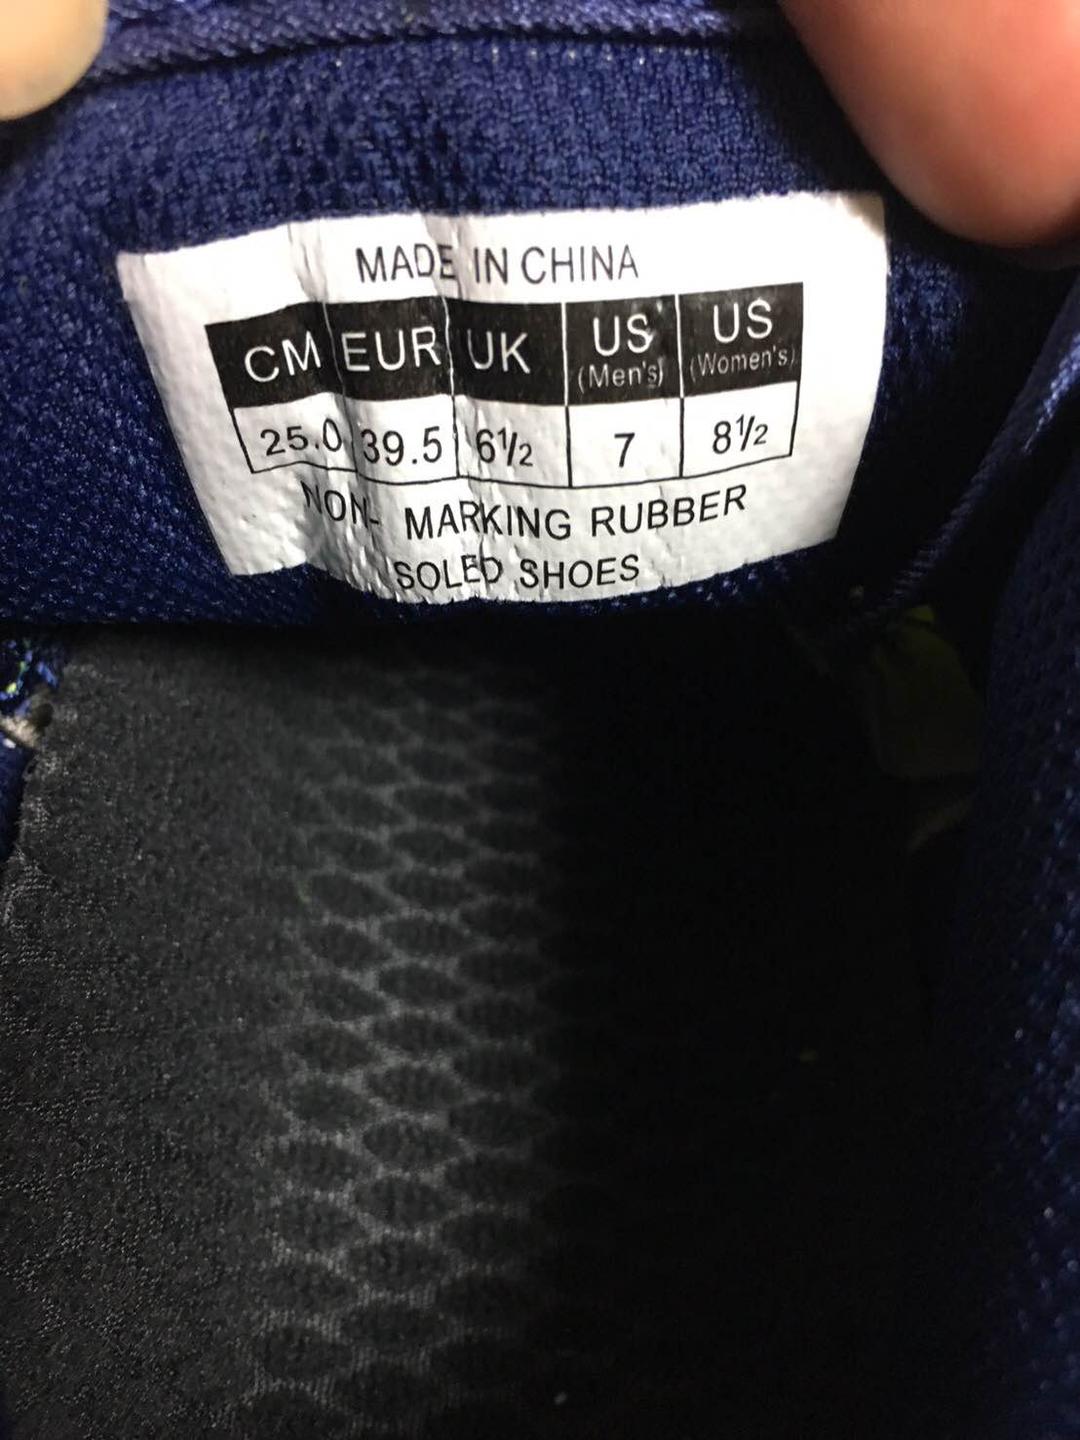 MADE IN CHINA
CM EUR UK US (Men's) US (Women's)
25.0 39.5 6½ 7 8½
NON- MARKING RUBBER
SOLED SHOES